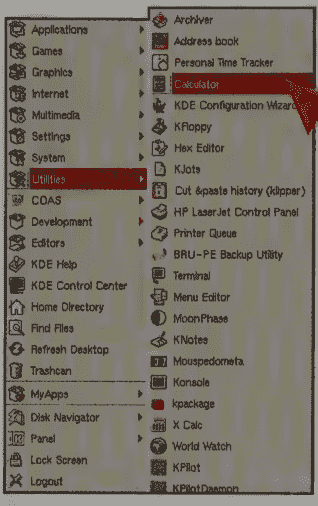 Applications
Games
Graphics
Internet
Multimedia
Settings
System
Utilities
COAS
Development
Editors
KDE Help
KDE Control Center
Home Directory
Find Files
Refresh Desktop
Trashcan
MyApps
Disk Navigator
Panel
Lock Screen
Logout
Archiver
Address book
Personal Time Tracker
Calculator
KDE Configuration Wizard
KFloppy
Hex Editor
KJots
Cut &paste history (klipper)
HP LaserJet Control Panel
Printer Queue
BRU-PE Backup Utility
Terminal
Menu Editor
MoonPhase
KNotes
Mousepedometa
Konsole
kpackage
X Calc
World Watch
KPilot
KPilotDaemon